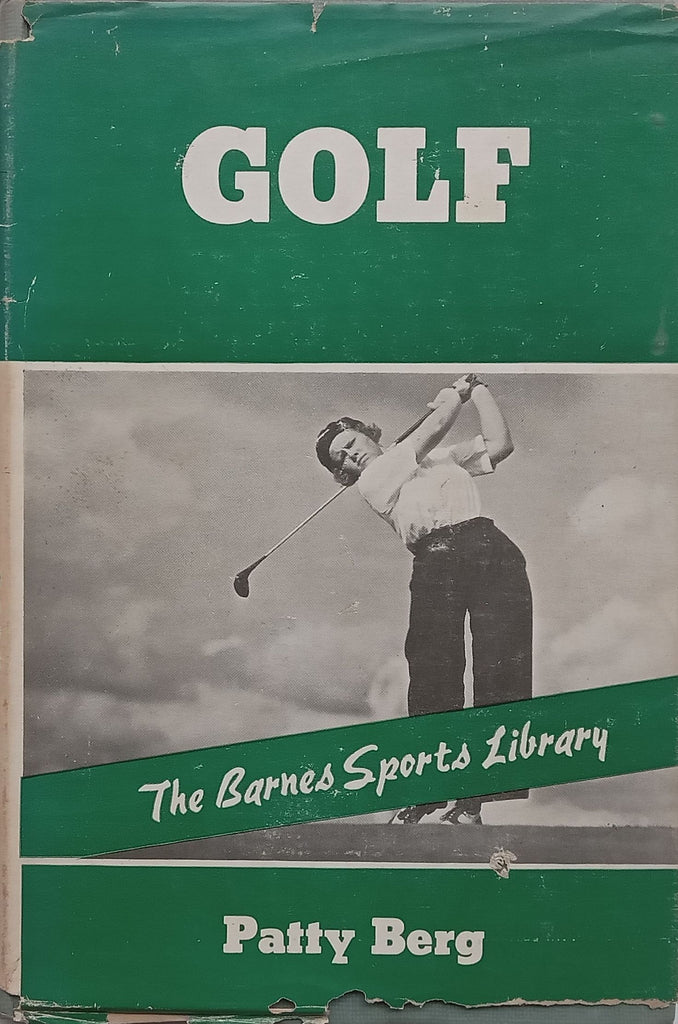 GOLF
The Barnes Sports Library
Patty Berg